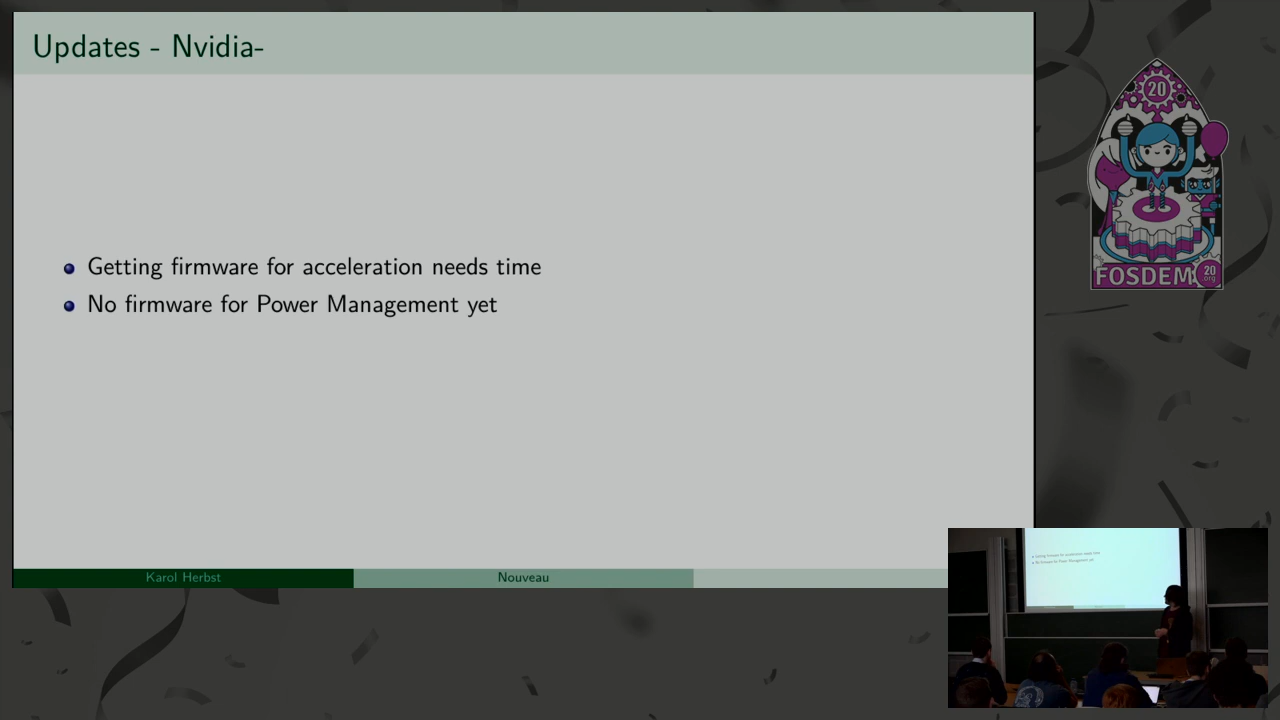 Updates - Nvidia-
Getting firmware for acceleration needs time
No firmware for Power Management yet
Karol Herbst
Nouveau
20
FOSDEM
20
org